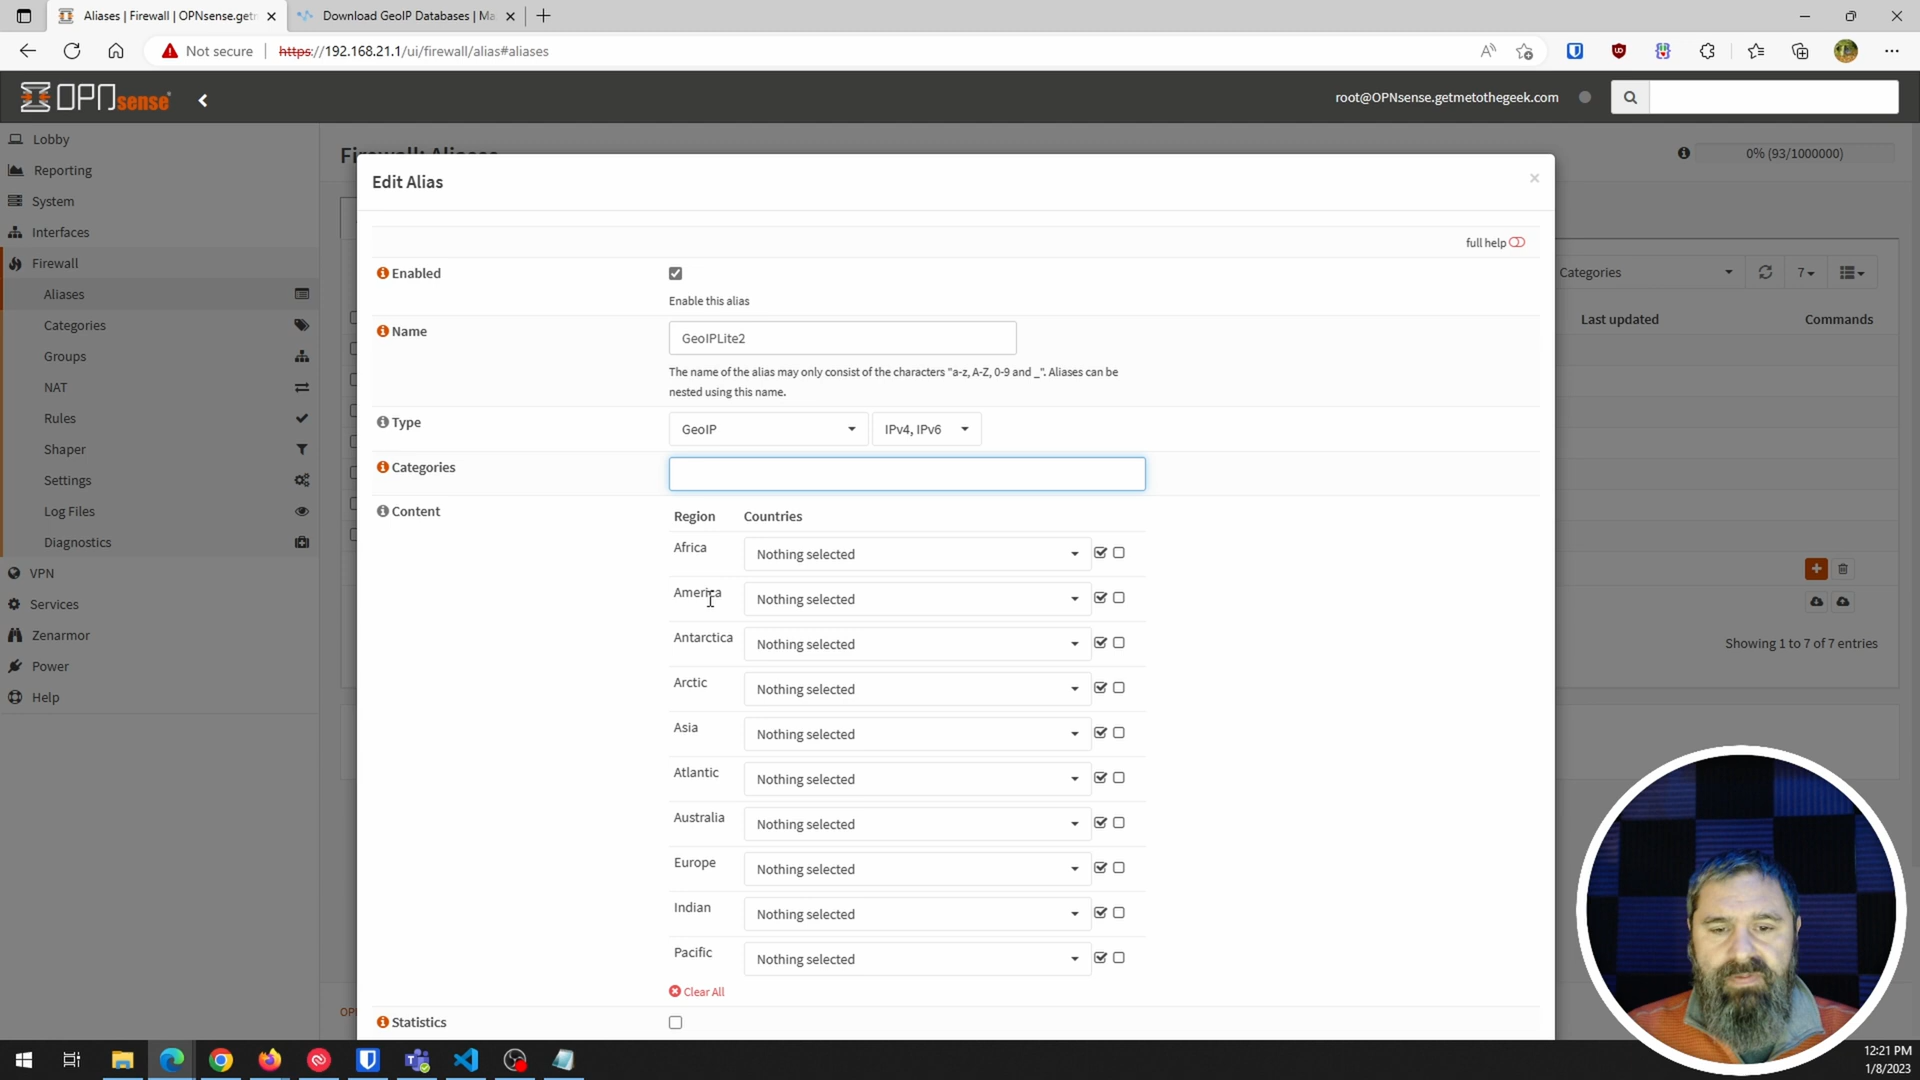 Aliases | Firewall | OPNsense.getm
Download GeoIP Databases | Ma
Not secure
https://192.168.21.1/ui/firewall/alias#aliases
OPNsense
root@OPNsense.getmetothegeek.com
Lobby
Reporting
System
Interfaces
Firewall
Aliases
Categories
Groups
NAT
Rules
Shaper
Settings
Log Files
Diagnostics
VPN
Services
Zenarmor
Power
Help
Firewall: Aliases
0% (93/1000000)
Categories
7
Last updated
Commands
Showing 1 to 7 of 7 entries
Edit Alias
×
full help
Enabled
Enable this alias
Name
GeoIPLite2
The name of the alias may only consist of the characters "a-z, A-Z, 0-9 and _". Aliases can be
nested using this name.
Type
GeoIP
IPv4, IPv6
Categories
Content
Region Countries
Africa Nothing selected
America Nothing selected
Antarctica Nothing selected
Arctic Nothing selected
Asia Nothing selected
Atlantic Nothing selected
Australia Nothing selected
Europe Nothing selected
Indian Nothing selected
Pacific Nothing selected
Clear All
Statistics
12:21 PM
1/8/2023